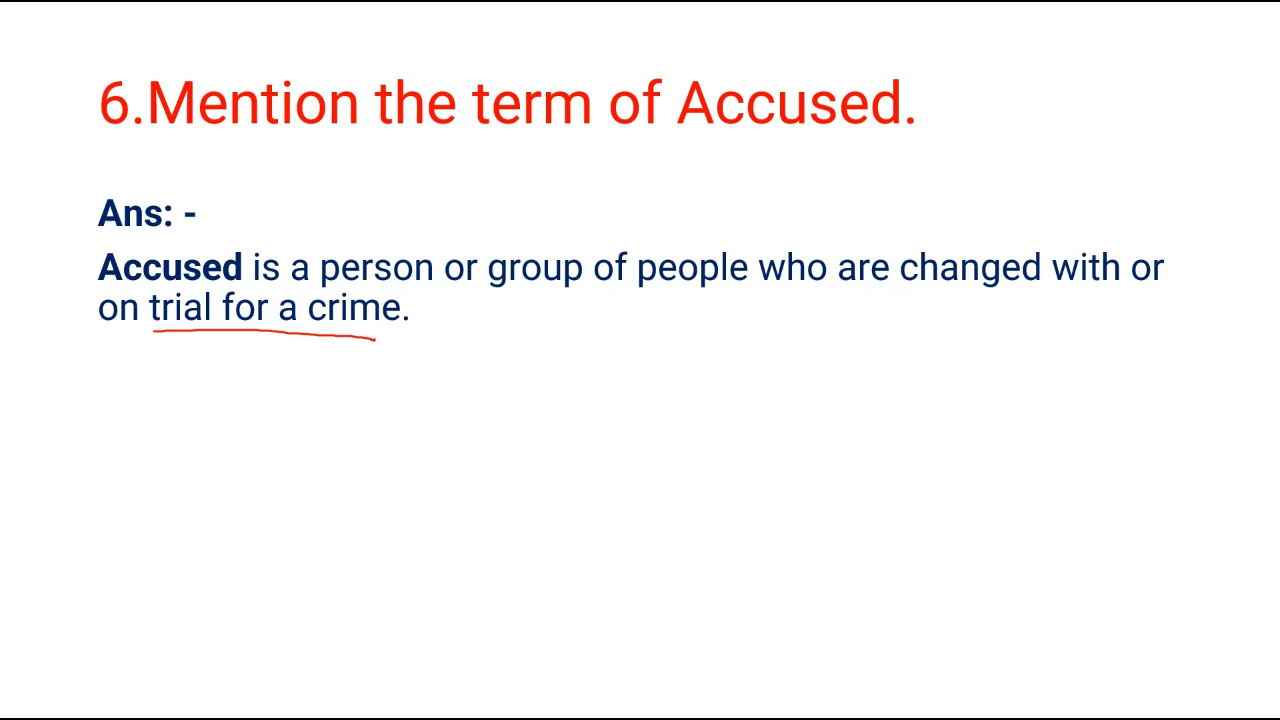 6.Mention the term of Accused.
Ans: -
Accused is a person or group of people who are changed with or
on trial for a crime.